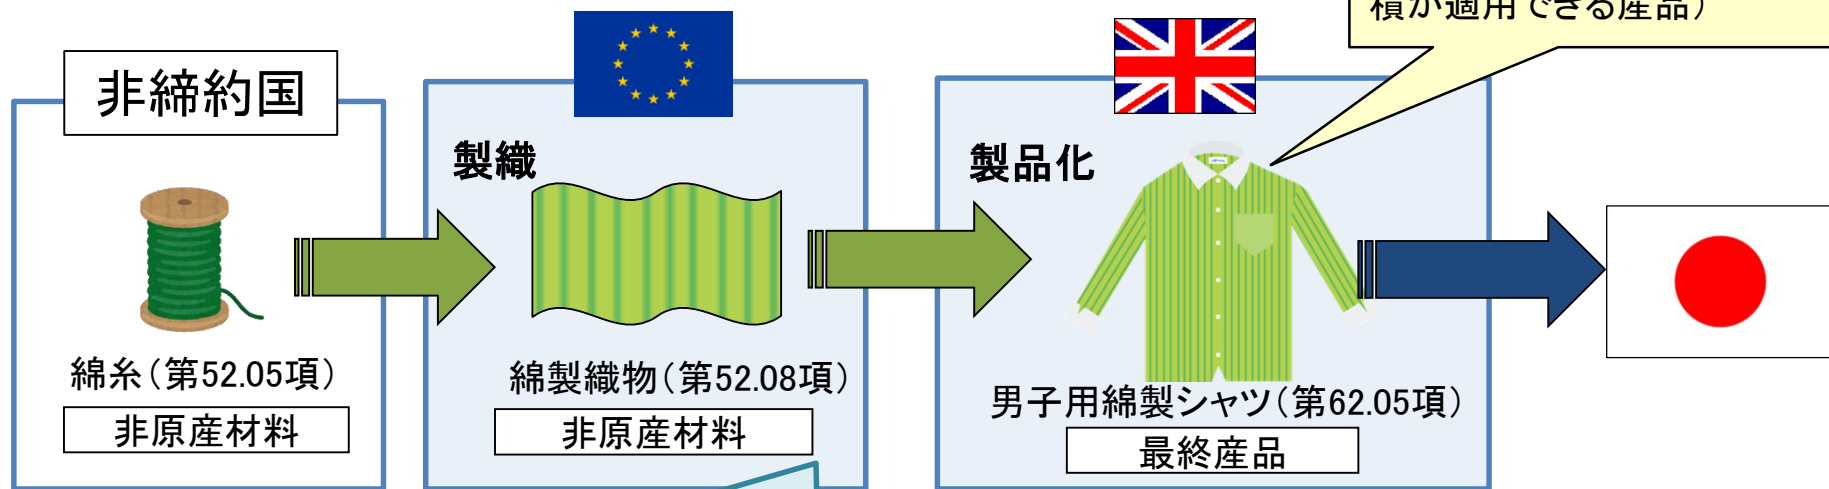 積が適用できる産品）
非締約国
製織
製品化
綿糸（第52.05項）
非原産材料
綿製織物（第52.08項）
非原産材料
男子用綿製シャツ（第62.05項）
最終産品